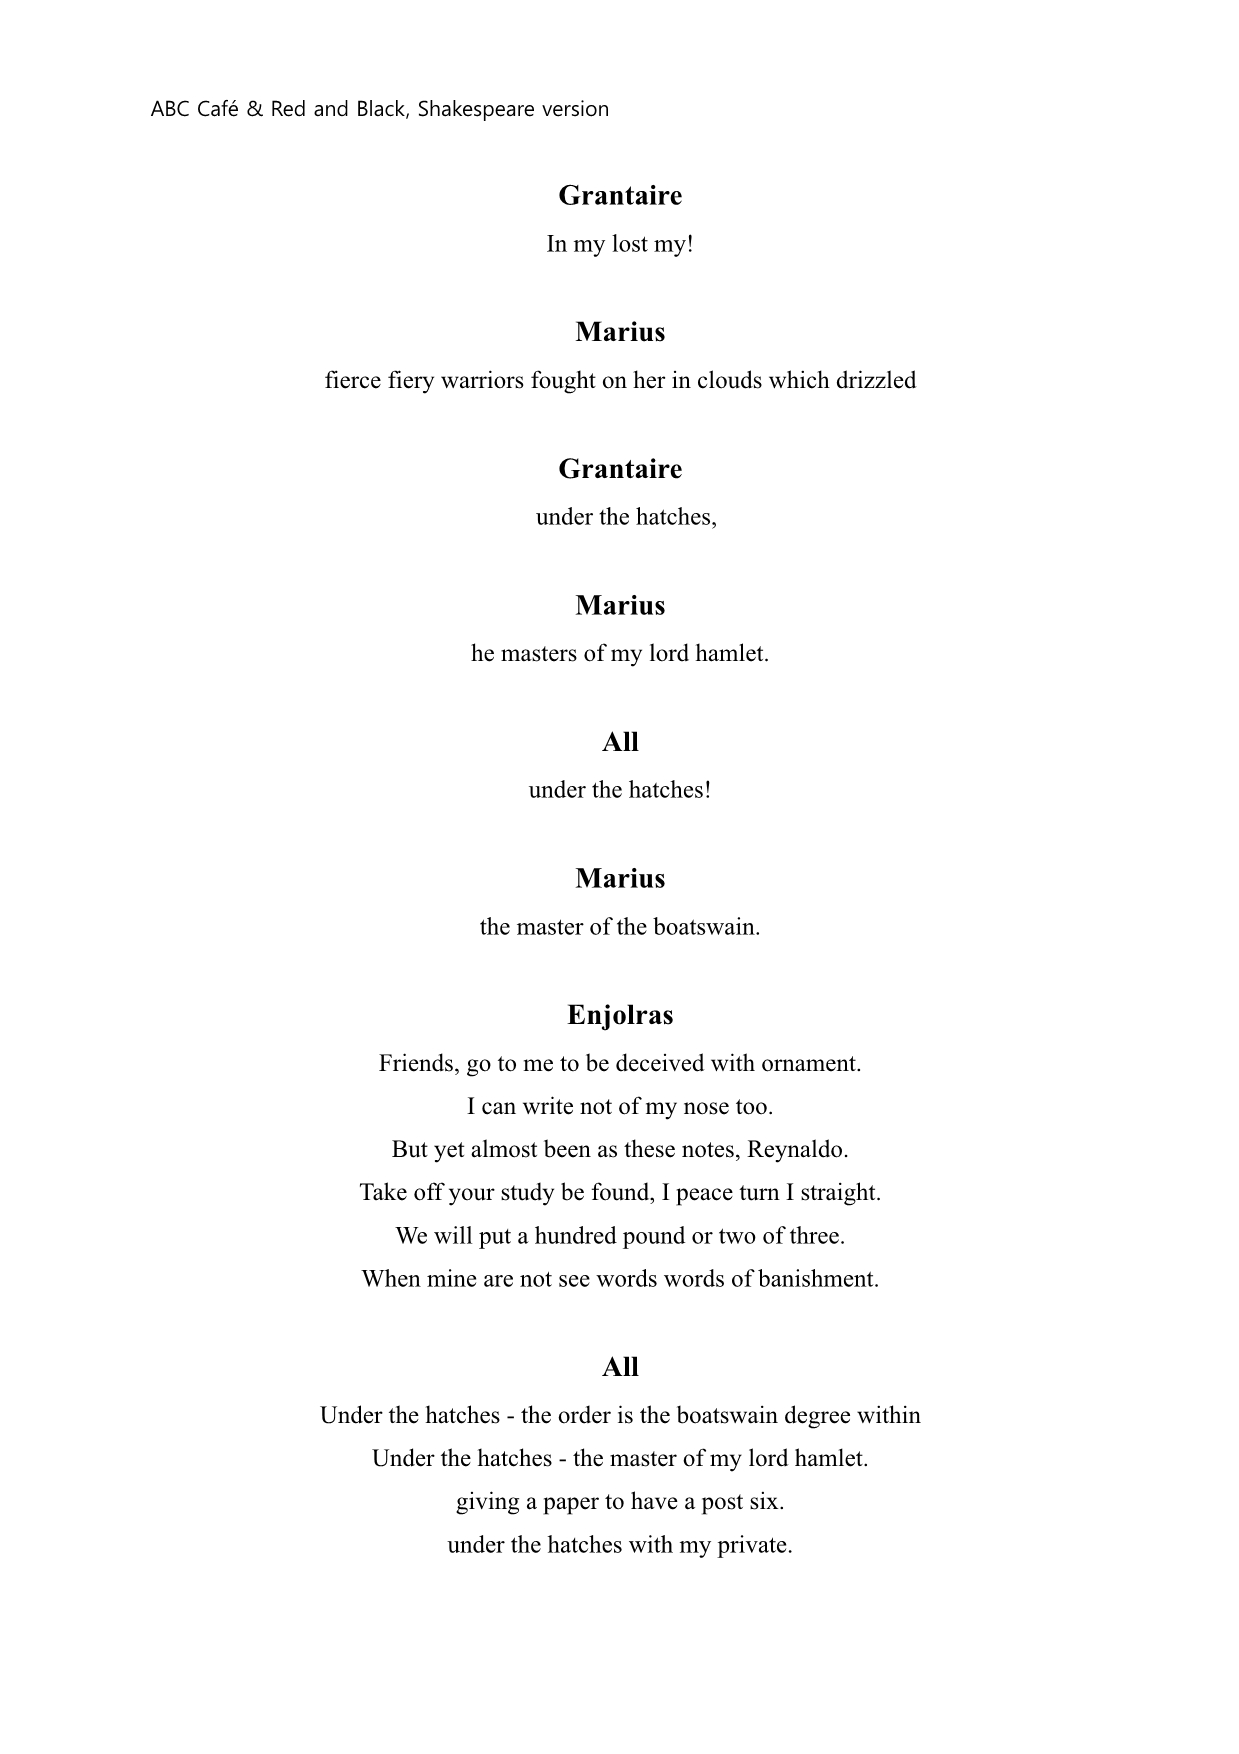 ABC Café & Red and Black, Shakespeare version
Grantaire
In my lost my!
Marius
fierce fiery warriors fought on her in clouds which drizzled
Grantaire
under the hatches,
Marius
he masters of my lord hamlet.
All
under the hatches!
Marius
the master of the boatswain.
Enjolras
Friends, go to me to be deceived with ornament.
I can write not of my nose too.
But yet almost been as these notes, Reynaldo.
Take off your study be found, I peace turn I straight.
We will put a hundred pound or two of three.
When mine are not see words words of banishment.
All
Under the hatches - the order is the boatswain degree within
Under the hatches - the master of my lord hamlet.
giving a paper to have a post six.
under the hatches with my private.